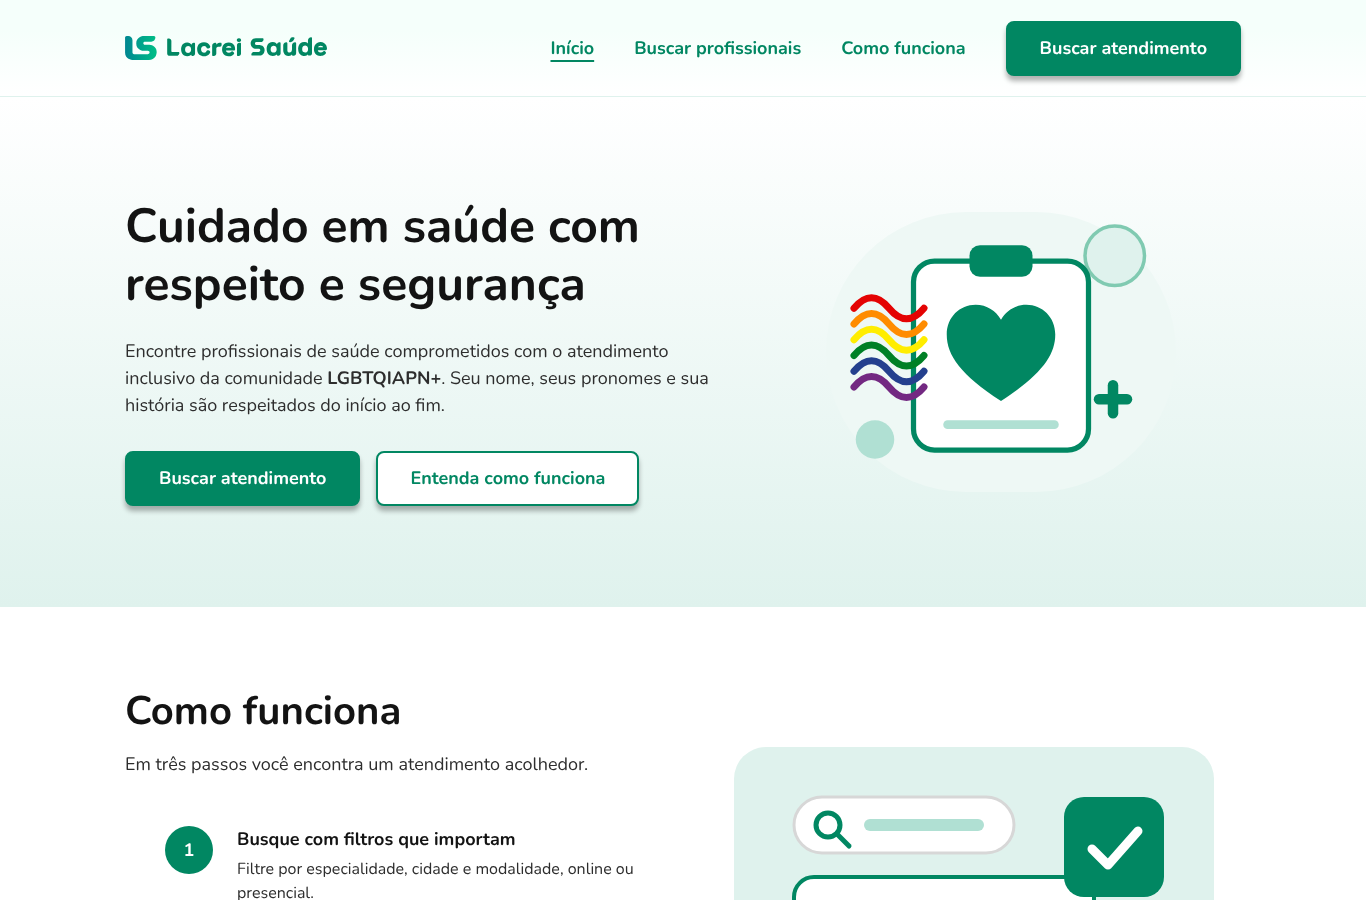 LS Lacrei Saúde
Início
Buscar profissionais
Como funciona
Buscar atendimento
Cuidado em saúde com
respeito e segurança
Encontre profissionais de saúde comprometidos com o atendimento
inclusivo da comunidade LGBTQIAPN+. Seu nome, seus pronomes e sua
história são respeitados do início ao fim.
Buscar atendimento
Entenda como funciona
Como funciona
Em três passos você encontra um atendimento acolhedor.
1
Busque com filtros que importam
Filtre por especialidade, cidade e modalidade, online ou
presencial.